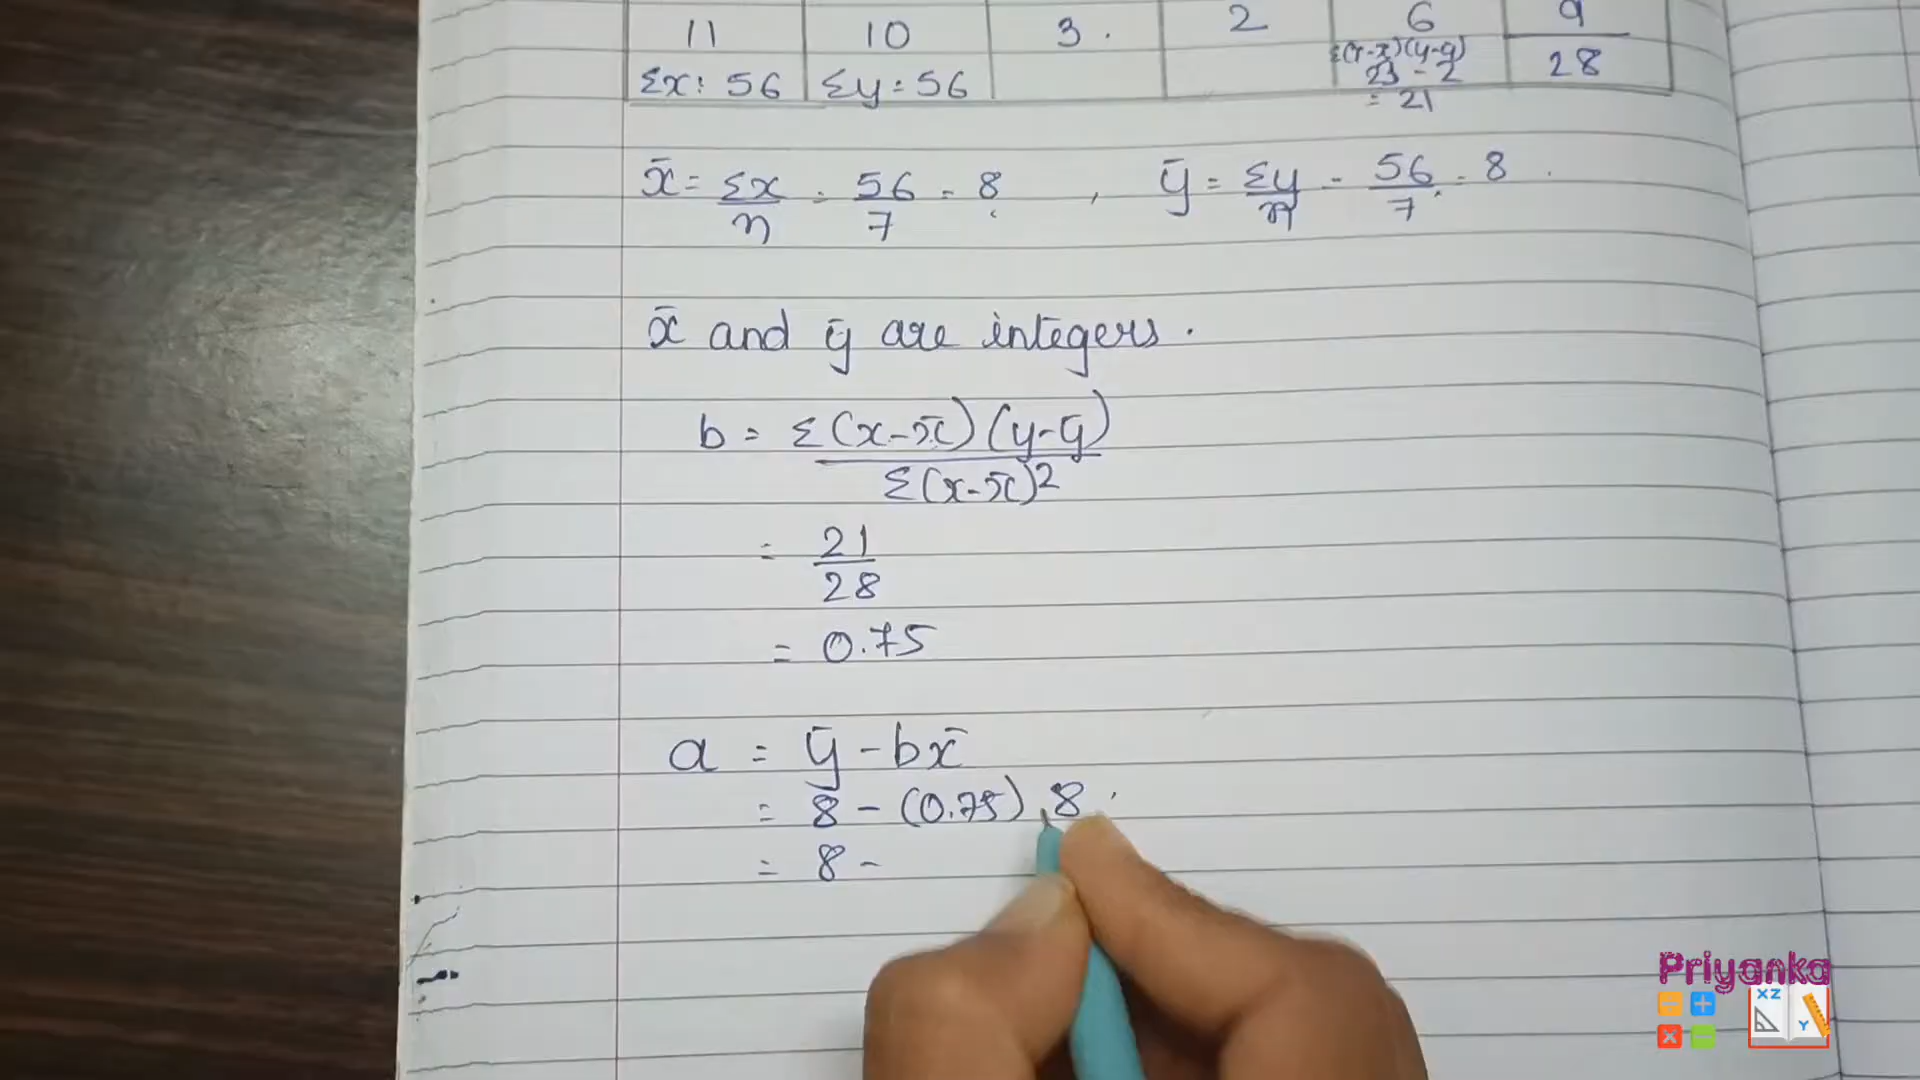 11 10 3 . 2 6 9
Σx: 56 Σy = 56 Σ(x-x̄)(y-ȳ) 28
23 - 2
= 21
x̄ = Σx/n = 56/7 = 8 , ȳ = Σy/n = 56/7 = 8 .
x̄ and ȳ are integers .
b = Σ(x-x̄)(y-ȳ)
Σ(x-x̄)2
= 21
28
= 0.75
a = ȳ - bx̄
= 8 - (0.75) 8
= 8 -
Priyanka
XZ
Y